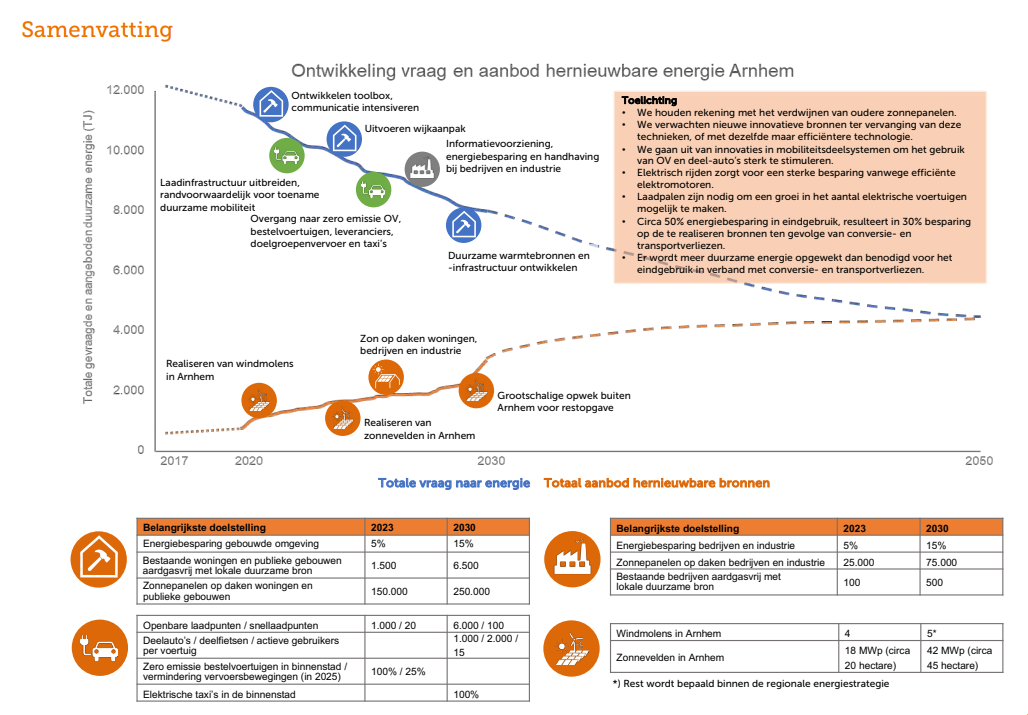 Samenvatting
Ontwikkeling vraag en aanbod hernieuwbare energie Arnhem
Totale gevraagde en aangeboden duurzame energie (TJ)
12.000
10.000
8.000
6.000
4.000
2.000
0
2017
2020
2030
2050
Ontwikkelen toolbox,
communicatie intensiveren
Uitvoeren wijkaanpak
Informatievoorziening,
energiebesparing en handhaving
bij bedrijven en industrie
Laadinfrastructuur uitbreiden,
randvoorwaardelijk voor toename
duurzame mobiliteit
Overgang naar zero emissie OV,
bestelvoertuigen, leveranciers,
doelgroepenvervoer en taxi's
Duurzame warmtebronnen en
-infrastructuur ontwikkelen
Toelichting
• We houden rekening met het verdwijnen van oudere zonnepanelen.
• We verwachten nieuwe innovatieve bronnen ter vervanging van deze
technieken, of met dezelfde maar efficiëntere technologie.
• We gaan uit van innovaties in mobiliteitsdeelsystemen om het gebruik
van OV en deel-auto's sterk te stimuleren.
• Elektrisch rijden zorgt voor een sterke besparing vanwege efficiënte
elektromotoren.
• Laadpalen zijn nodig om een groei in het aantal elektrische voertuigen
mogelijk te maken.
• Circa 50% energiebesparing in eindgebruik, resulteert in 30% besparing
op de te realiseren bronnen ten gevolge van conversie- en
transportverliezen.
• Er wordt meer duurzame energie opgewekt dan benodigd voor het
eindgebruik in verband met conversie- en transportverliezen.
Realiseren van windmolens
in Arnhem
Zon op daken woningen,
bedrijven en industrie
Realiseren van
zonnevelden in Arnhem
Grootschalige opwek buiten
Arnhem voor restopgave
Totale vraag naar energie Totaal aanbod hernieuwbare bronnen
Belangrijkste doelstelling 2023 2030
Energiebesparing gebouwde omgeving 5% 15%
Bestaande woningen en publieke gebouwen
aardgasvrij met lokale duurzame bron 1.500 6.500
Zonnepanelen op daken woningen en
publieke gebouwen 150.000 250.000
Openbare laadpunten / snellaadpunten 1.000 / 20 6.000 / 100
Deelauto's / deelfietsen / actieve gebruikers
per voertuig 1.000 / 2.000 /
15
Zero emissie bestelvoertuigen in binnenstad /
vermindering vervoersbewegingen (in 2025) 100% / 25%
Elektrische taxi's in de binnenstad 100%
Belangrijkste doelstelling 2023 2030
Energiebesparing bedrijven en industrie 5% 15%
Zonnepanelen op daken bedrijven en industrie 25.000 75.000
Bestaande bedrijven aardgasvrij met
lokale duurzame bron 100 500
Windmolens in Arnhem 4 5*
Zonnevelden in Arnhem 18 MWp (circa 42 MWp (circa
20 hectare) 45 hectare)
*) Rest wordt bepaald binnen de regionale energiestrategie